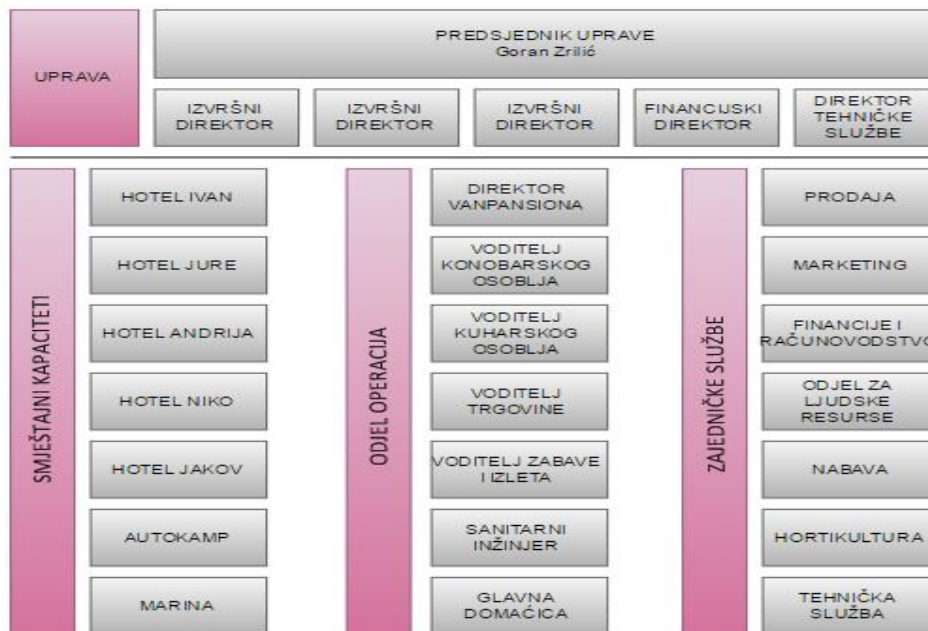 UPRAVA
PREDSJEDNIK UPRAVE
Goran Zrilić
IZVRŠNI
DIREKTOR
IZVRŠNI
DIREKTOR
IZVRŠNI
DIREKTOR
FINANCIJSKI
DIREKTOR
DIREKTOR
TEHNIČKE
SLUŽBE
SMJEŠTAJNI KAPACITETI
HOTEL IVAN
HOTEL JURE
HOTEL ANDRIJA
HOTEL NIKO
HOTEL JAKOV
AUTOKAMP
MARINA
ODJEL OPERACIJA
DIREKTOR
VANPANSIONA
VODITELJ
KONOBARSKOG
OSOBLJA
VODITELJ
KUHARSKOG
OSOBLJA
VODITELJ
TRGOVINE
VODITELJ ZABAVE
I IZLETA
SANITARNI
INŽINJER
GLAVNA
DOMAĆICA
ZAJEDNIČKE SLUŽBE
PRODAJA
MARKETING
FINANCIJE I
RAČUNOVODSTVO
ODJEL ZA
LJUDSKE
RESURSE
NABAVA
HORTIKULTURA
TEHNIČKA
SLUŽBA